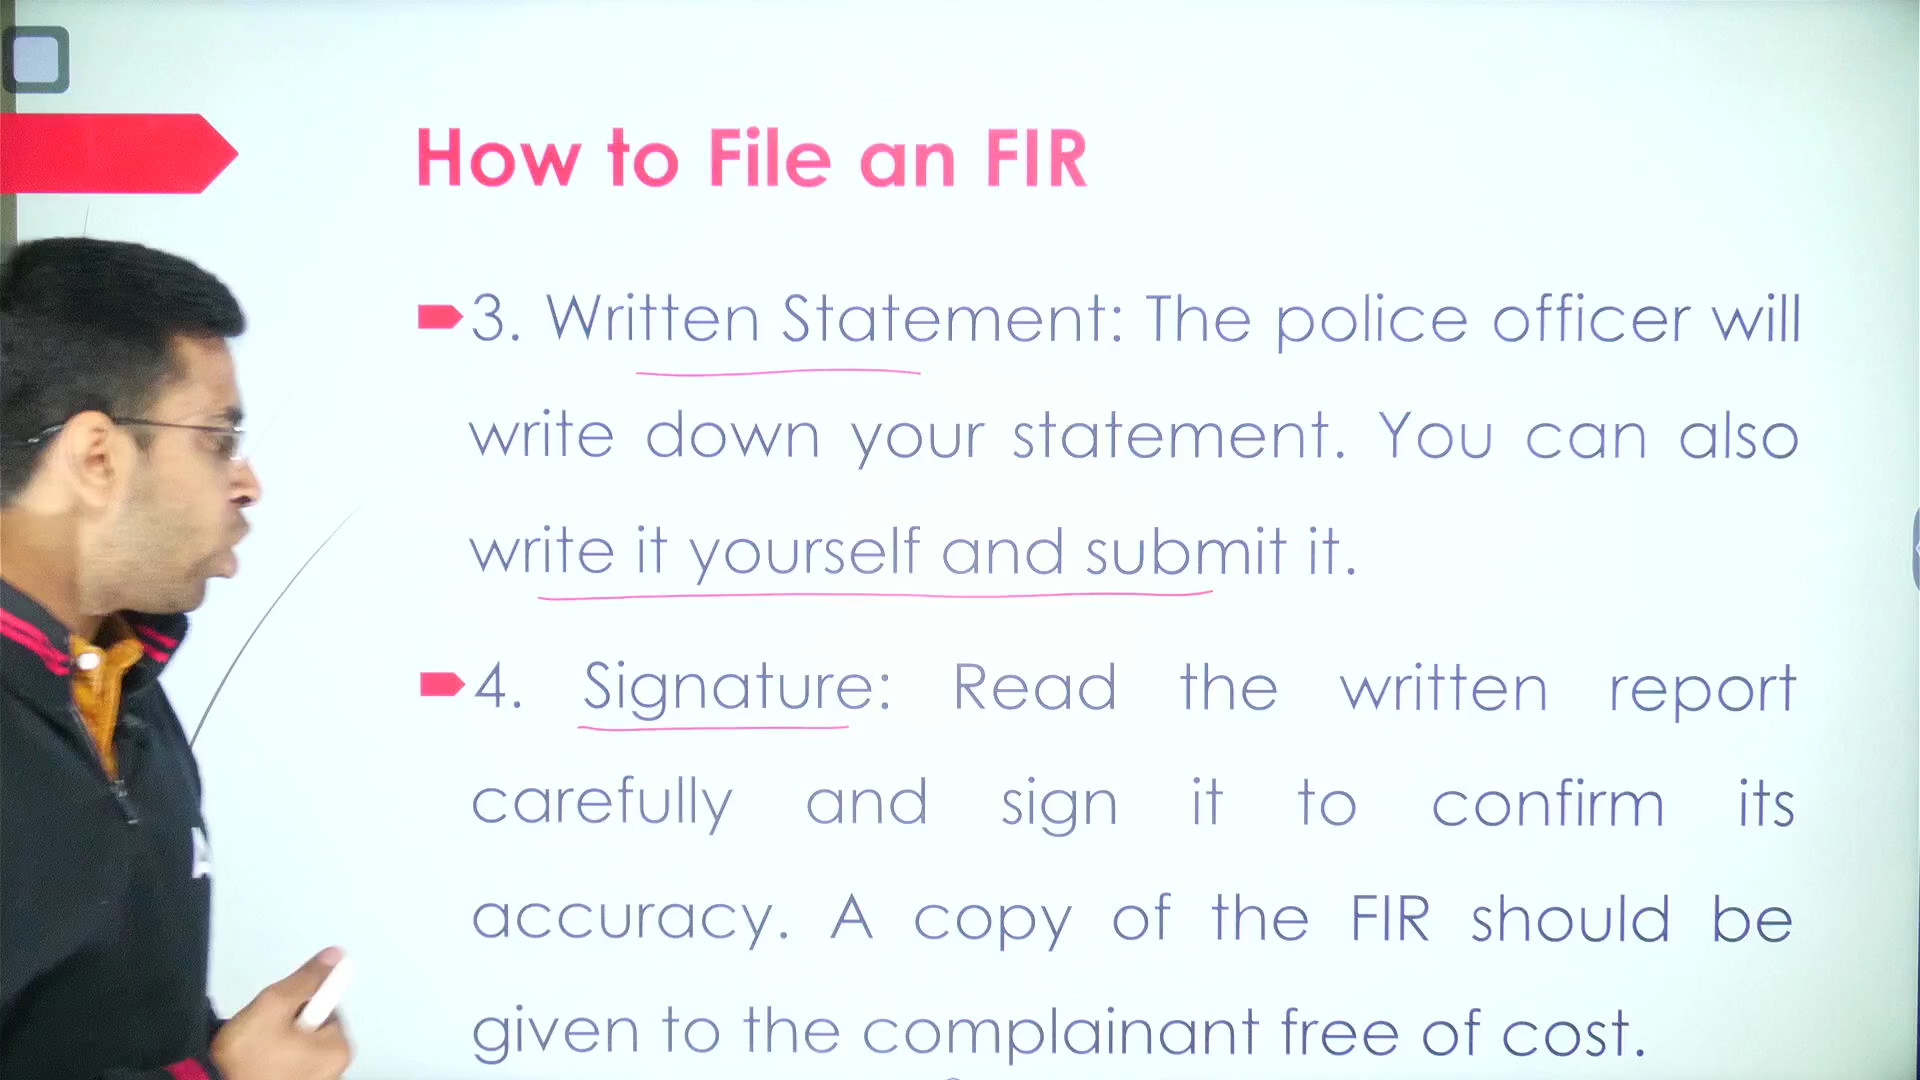 How to File an FIR
3. Written Statement: The police officer will
write down your statement. You can also
write it yourself and submit it.
4. Signature: Read the written report
carefully and sign it to confirm its
accuracy. A copy of the FIR should be
given to the complainant free of cost.